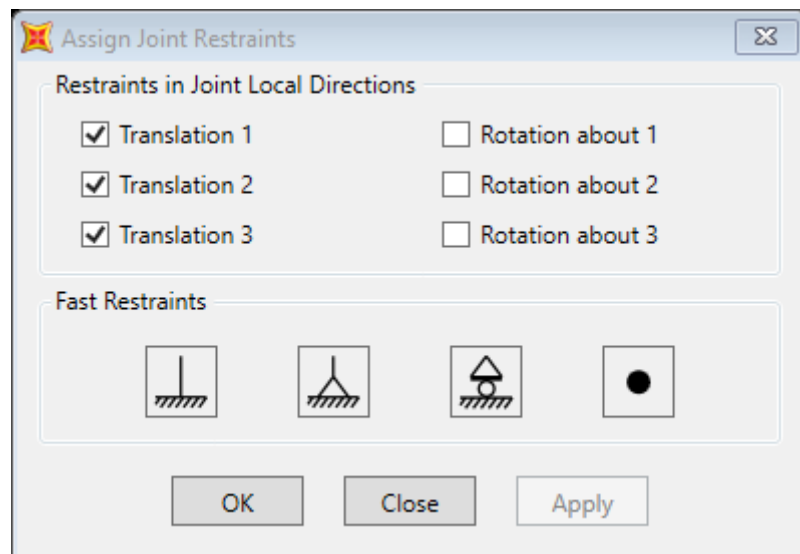 Assign Joint Restraints
Restraints in Joint Local Directions
Translation 1 Rotation about 1
Translation 2 Rotation about 2
Translation 3 Rotation about 3
Fast Restraints
OK Close Apply